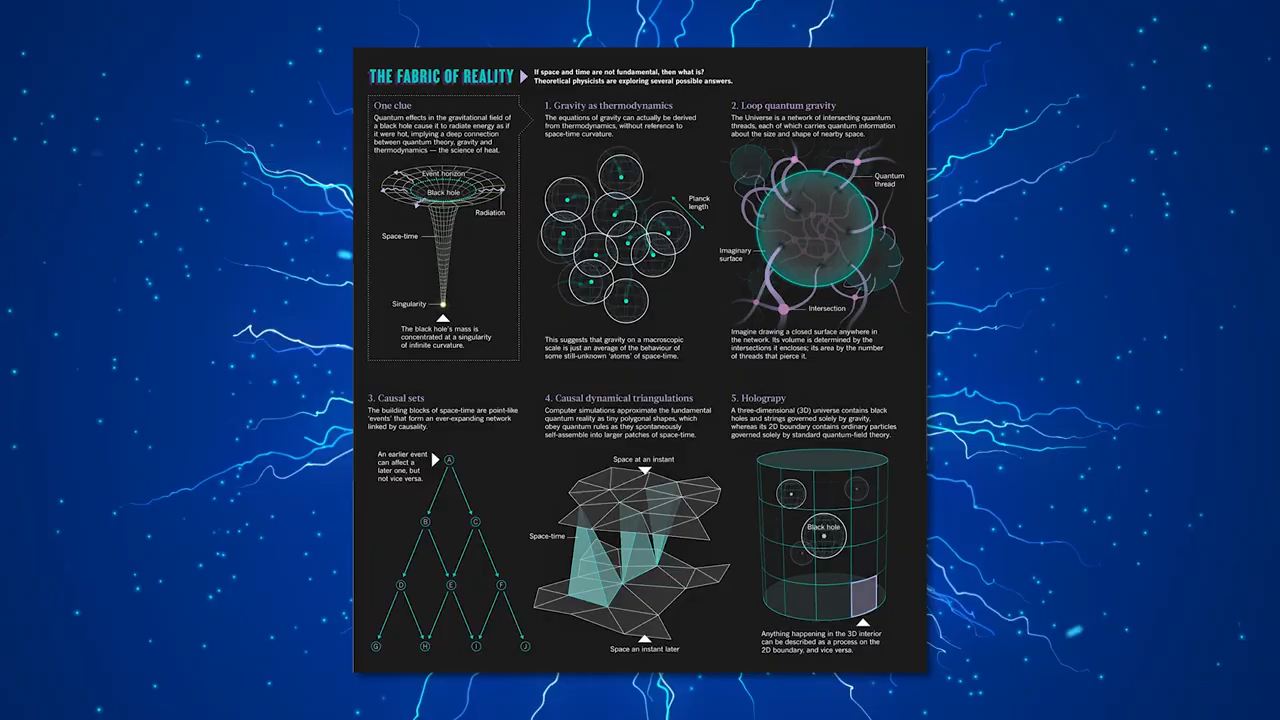 THE FABRIC OF REALITY
If space and time are not fundamental, then what is?
Theoretical physicists are exploring several possible answers.
One clue
Quantum effects in the gravitational field of
a black hole cause it to radiate energy as if
it were hot, implying a deep connection
between quantum theory, gravity and
thermodynamics — the science of heat.
Event horizon
Black hole
Radiation
Space-time
Singularity
The black hole's mass is
concentrated at a singularity
of infinite curvature.
1. Gravity as thermodynamics
The equations of gravity can actually be derived
from thermodynamics, without reference to
space-time curvature.
Planck
length
This suggests that gravity on a macroscopic
scale is just an average of the behaviour of
some still-unknown 'atoms' of space-time.
2. Loop quantum gravity
The Universe is a network of intersecting quantum
threads, each of which carries quantum information
about the size and shape of nearby space.
Quantum
thread
Imaginary
surface
Intersection
Imagine drawing a closed surface anywhere in
the network. Its volume is determined by the
intersections it encloses; its area by the number
of threads that pierce it.
3. Causal sets
The building blocks of space-time are point-like
'events' that form an ever-expanding network
linked by causality.
An earlier event
can affect a
later one, but
not vice versa.
A
B C
D E F
G H I J
4. Causal dynamical triangulations
Computer simulations approximate the fundamental
quantum reality as tiny polygonal shapes, which
obey quantum rules as they spontaneously
self-assemble into larger patches of space-time.
Space at an instant
Space-time
Space an instant later
5. Holograpy
A three-dimensional (3D) universe contains black
holes and strings governed solely by gravity,
whereas its 2D boundary contains ordinary particles
governed solely by standard quantum-field theory.
Black hole
Anything happening in the 3D interior
can be described as a process on the
2D boundary, and vice versa.